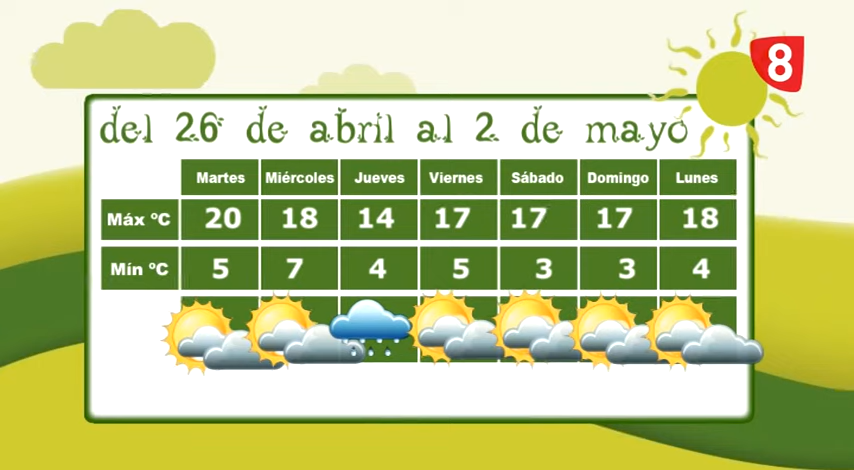 8
del 26 de abril al 2 de mayo
Martes Miércoles Jueves Viernes Sábado Domingo Lunes
Máx ºC 20 18 14 17 17 17 18
Mín ºC 5 7 4 5 3 3 4